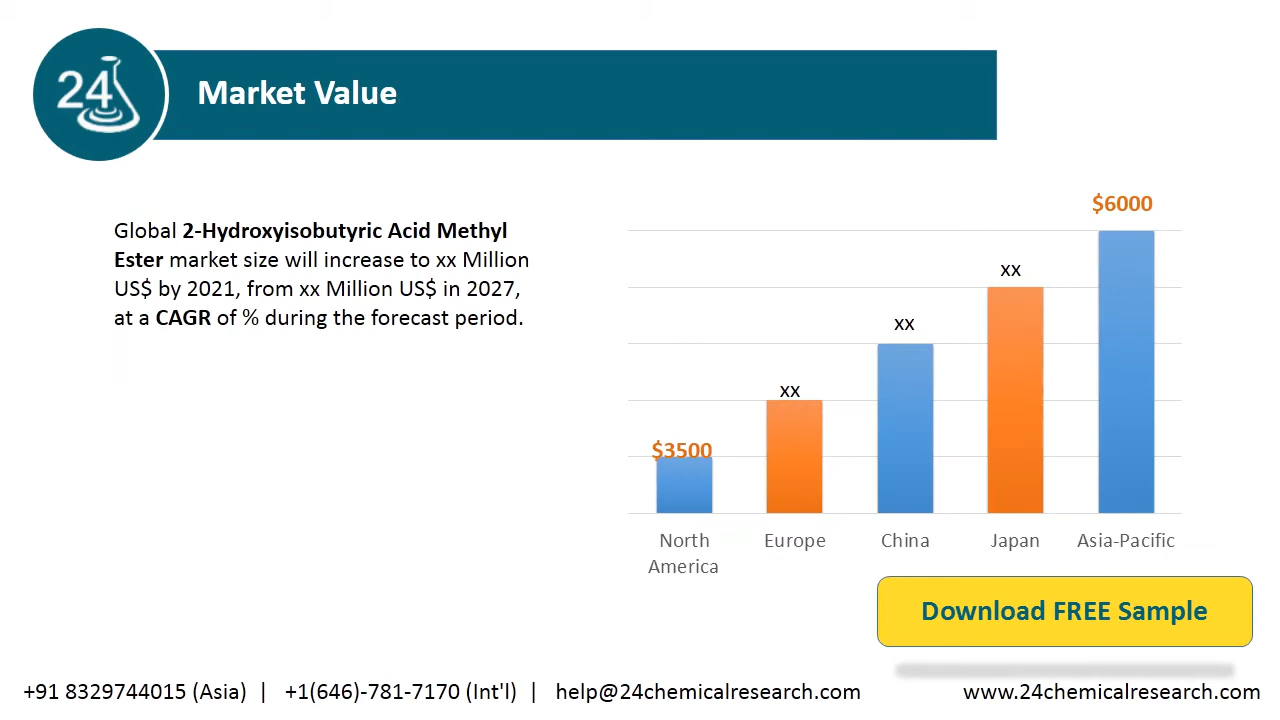 24
Market Value
Global 2-Hydroxyisobutyric Acid Methyl
Ester market size will increase to xx Million
US$ by 2021, from xx Million US$ in 2027,
at a CAGR of % during the forecast period.
$6000
xx
xx
xx
$3500
North America
Europe
China
Japan
Asia-Pacific
Download FREE Sample
+91 8329744015 (Asia) | +1(646)-781-7170 (Int'l) | help@24chemicalresearch.com
www.24chemicalresearch.com